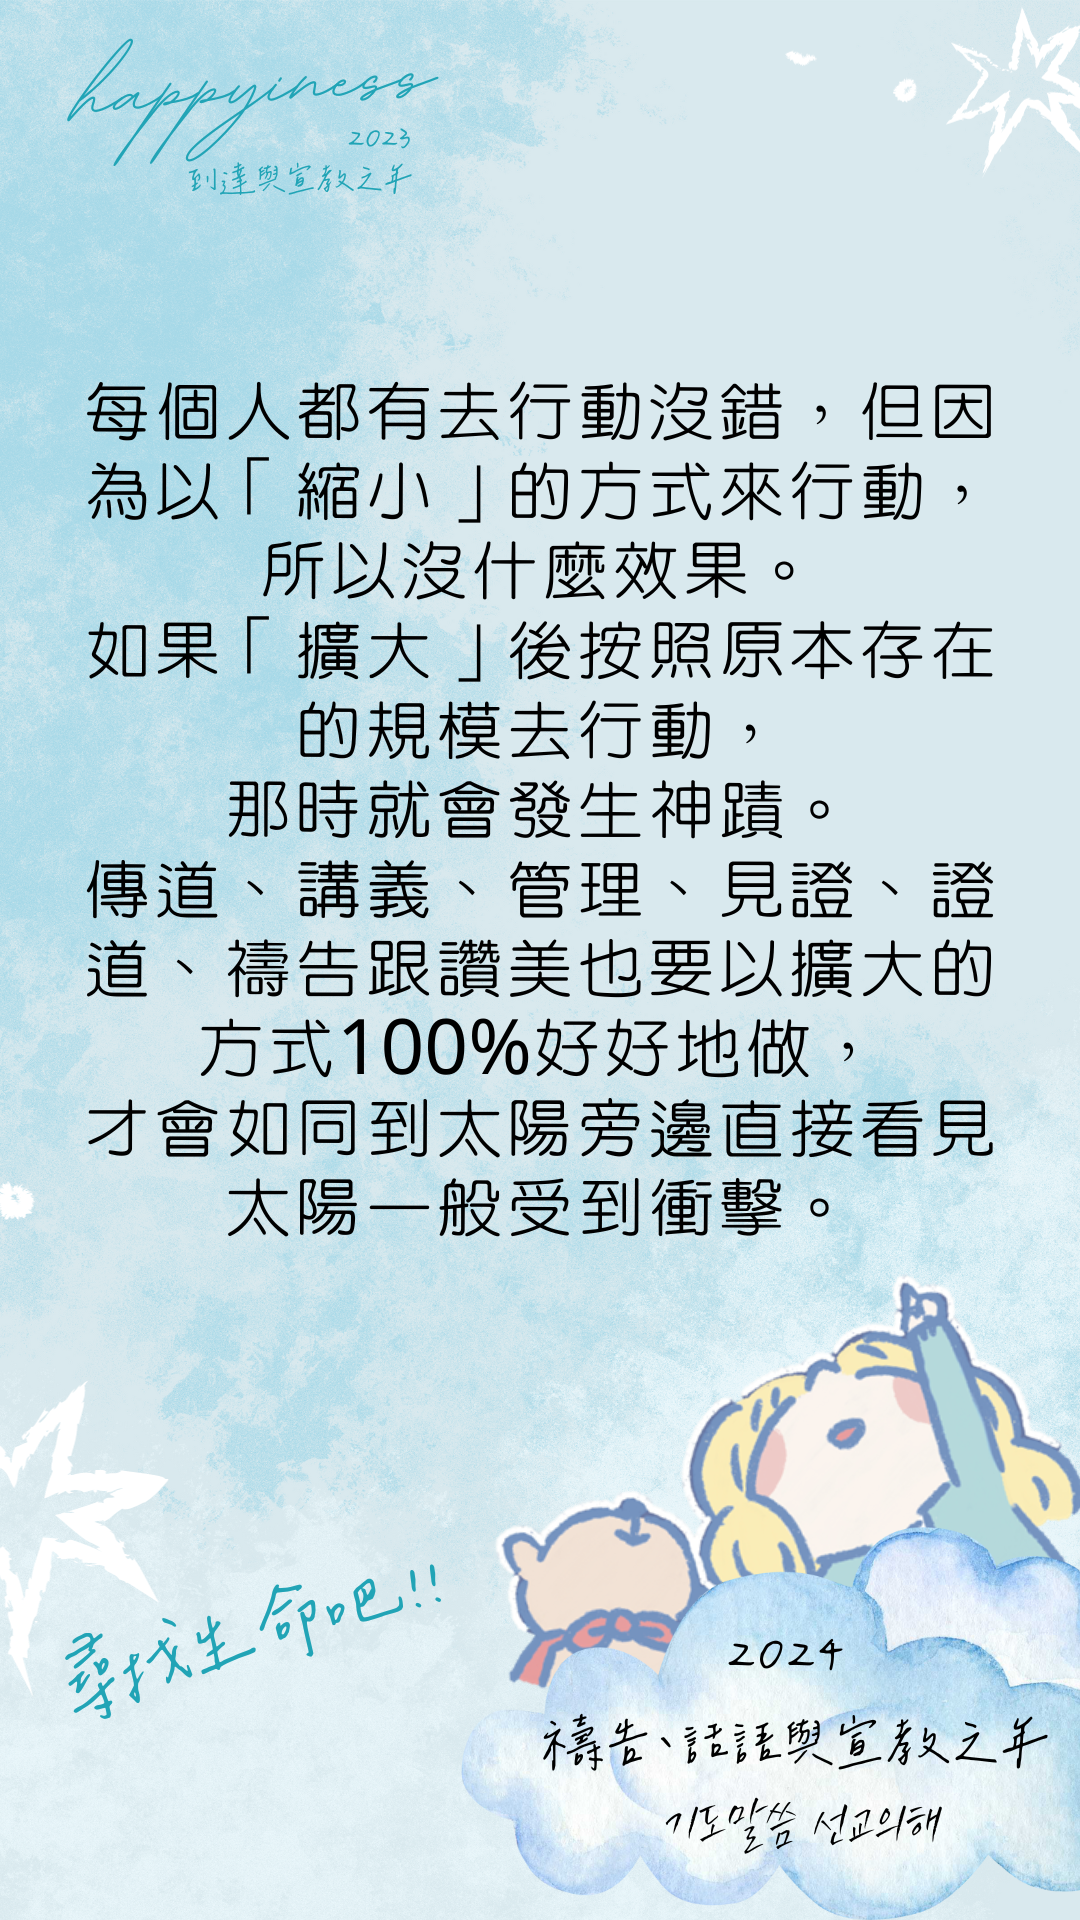 happyiness
2023
到達與宣教之年
每個人都有去行動沒錯，但因
為以「縮小」的方式來行動，
所以沒什麼效果。
如果「擴大」後按照原本存在
的規模去行動，
那時就會發生神蹟。
傳道、講義、管理、見證、證
道、禱告跟讚美也要以擴大的
方式100%好好地做，
才會如同到太陽旁邊直接看見
太陽一般受到衝擊。
尋找生命吧!!
2024
禱告、話語與宣教之年
기도말씀 선교의해